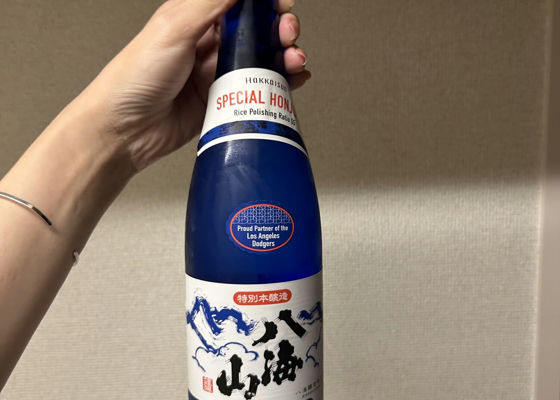 Hakkaisan
SPECIAL HONJ
Rice Polishing Ratio
Proud Partner of the
Los Angeles
Dodgers
特別本醸造
八海山